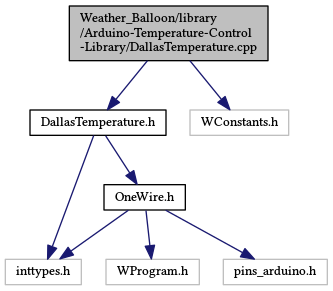 Weather_Balloon/library
/Arduino-Temperature-Control
-Library/DallasTemperature.cpp
DallasTemperature.h
WConstants.h
OneWire.h
inttypes.h
WProgram.h
pins_arduino.h